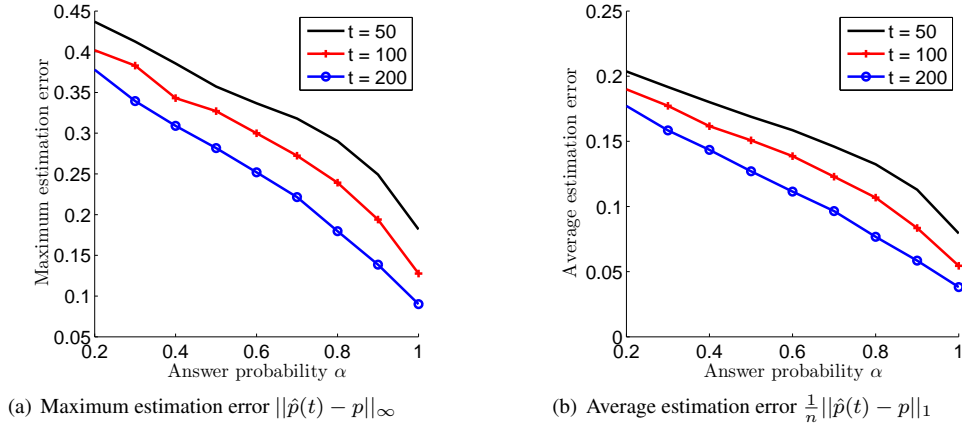 0.45
0.4
0.35
0.3
0.25
0.2
0.15
0.1
0.05
Maximum estimation error
t = 50
t = 100
t = 200
0.2 0.4 0.6 0.8 1
Answer probability α
(a) Maximum estimation error ||p̂(t) − p||∞
0.25
0.2
0.15
0.1
0.05
0
Average estimation error
t = 50
t = 100
t = 200
0.2 0.4 0.6 0.8 1
Answer probability α
(b) Average estimation error 1/n ||p̂(t) − p||₁